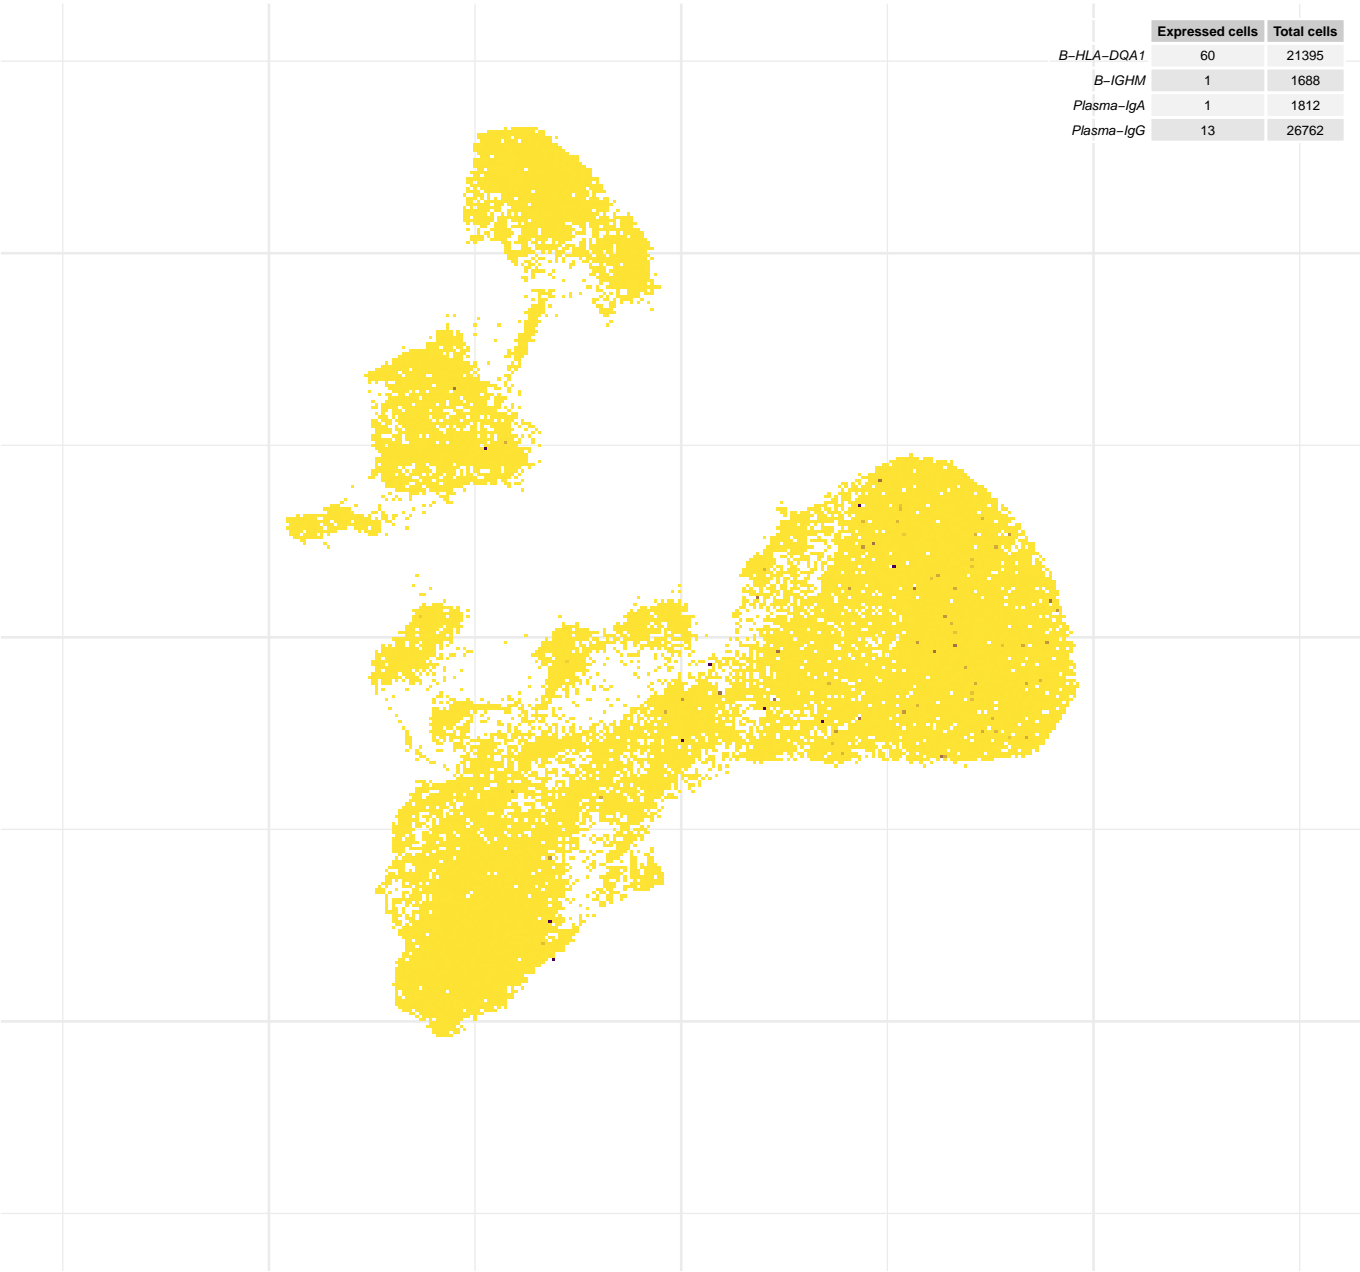 Expressed cells Total cells
B−HLA−DQA1 60 21395
B−IGHM 1 1688
Plasma−IgA 1 1812
Plasma−IgG 13 26762